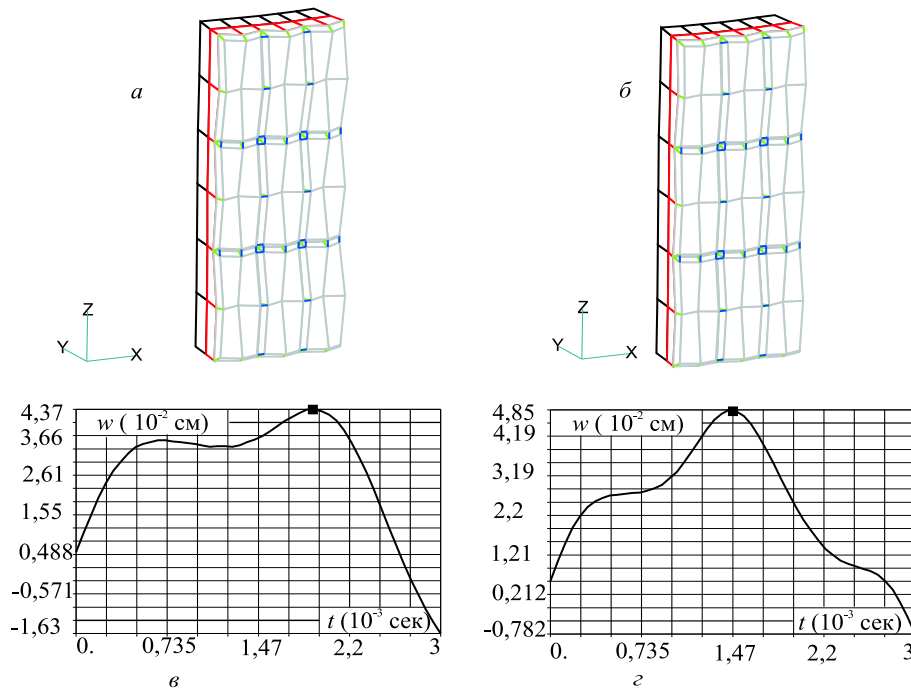 а
б
Z
Y
X
Z
Y
X
4,37
3,66
2,61
1,55
0,488
-0,571
-1,63
w ( 10⁻² см)
t (10⁻³ сек)
0.
0,735
1,47
2,2
3
в
4,85
4,19
3,19
2,2
1,21
0,212
-0,782
w ( 10⁻² см)
t (10⁻³ сек)
0.
0,735
1,47
2,2
3
г